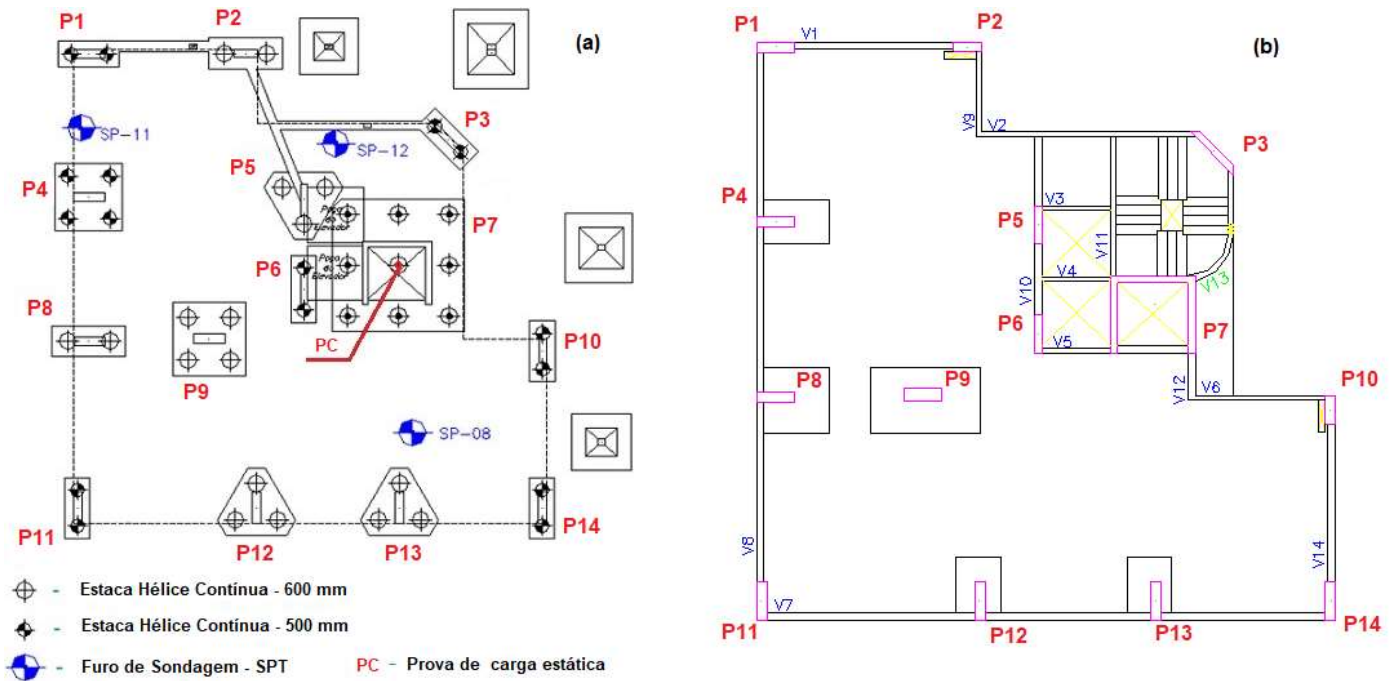 P1
P2
(a)
P3
SP-11
SP-12
P4
P5
P7
Poço
do
Elevador
P6
Poço
do
Elevador
P8
PC
P10
P9
SP-08
P11
P12
P13
P14
- Estaca Hélice Contínua - 600 mm
- Estaca Hélice Contínua - 500 mm
- Furo de Sondagem - SPT
PC - Prova de carga estática
P1
V1
P2
(b)
V9
V2
P3
P4
V3
P5
V11
V4
V10
V13
P6
V5
P7
P8
P9
V12
V6
P10
V8
V14
V7
P11
P12
P13
P14